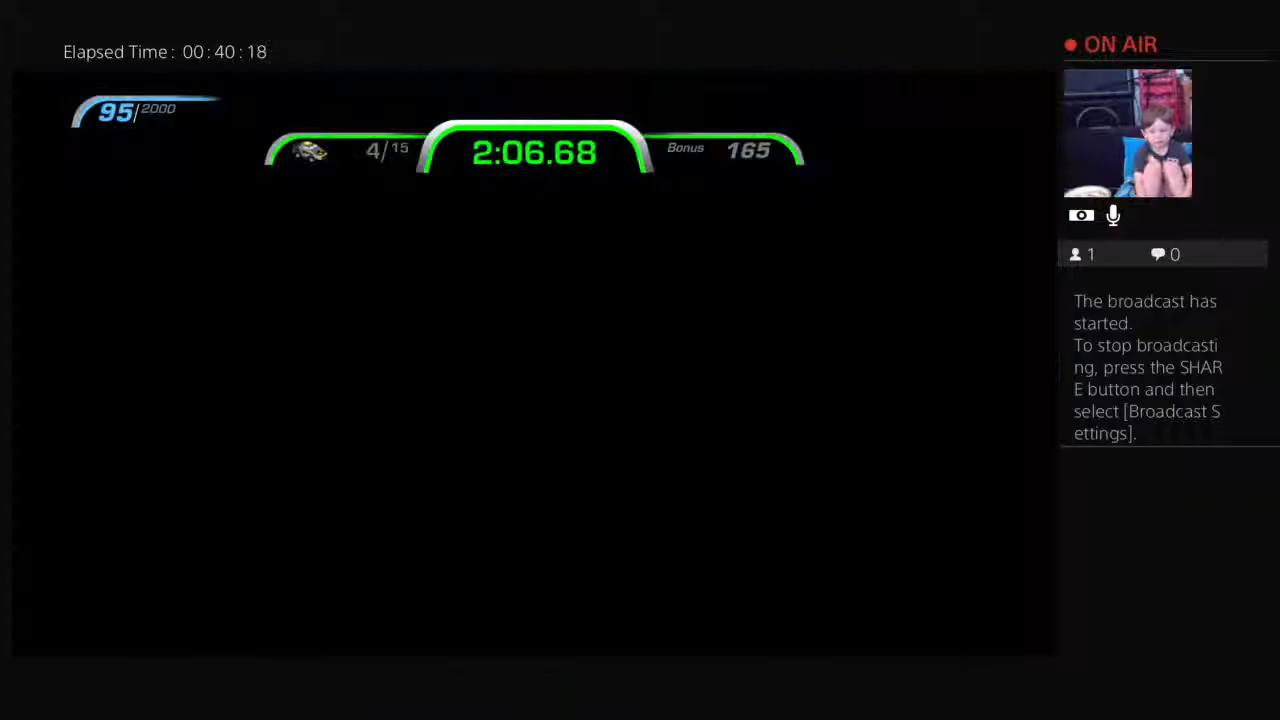 Elapsed Time: 00:40:18
ON AIR
95/2000
4/15
2:06.68
Bonus 165
1
0
The broadcast has
started.
To stop broadcasti
ng, press the SHAR
E button and then
select [Broadcast S
ettings].